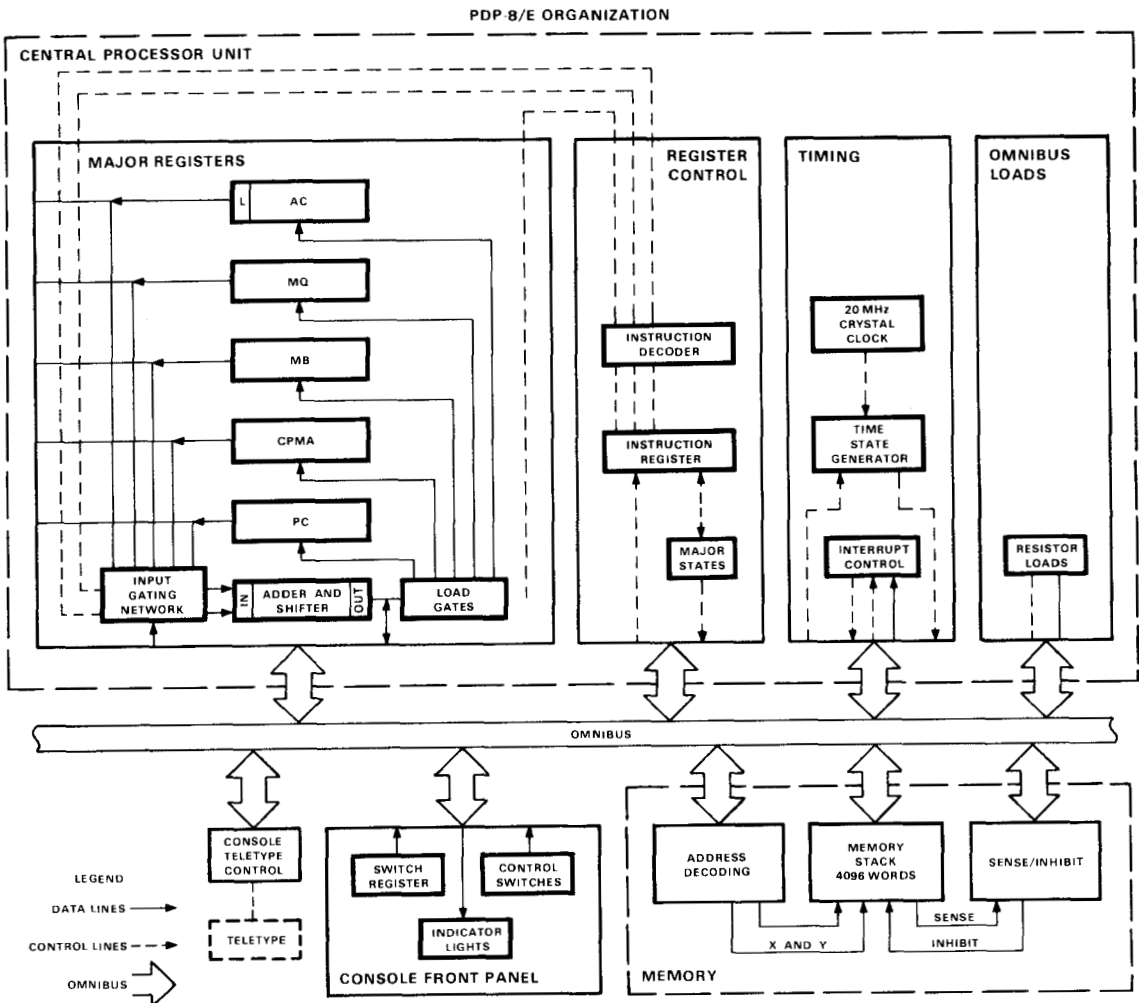 PDP-8/E ORGANIZATION
CENTRAL PROCESSOR UNIT
MAJOR REGISTERS
L
AC
MQ
MB
CPMA
PC
INPUT
GATING
NETWORK
IN
ADDER AND
SHIFTER
OUT
LOAD
GATES
REGISTER
CONTROL
INSTRUCTION
DECODER
INSTRUCTION
REGISTER
MAJOR
STATES
TIMING
20 MHz
CRYSTAL
CLOCK
TIME
STATE
GENERATOR
INTERRUPT
CONTROL
OMNIBUS
LOADS
RESISTOR
LOADS
OMNIBUS
CONSOLE
TELETYPE
CONTROL
TELETYPE
LEGEND
DATA LINES
CONTROL LINES
OMNIBUS
SWITCH
REGISTER
CONTROL
SWITCHES
INDICATOR
LIGHTS
CONSOLE FRONT PANEL
ADDRESS
DECODING
MEMORY
STACK
4096 WORDS
SENSE/INHIBIT
X AND Y
SENSE
INHIBIT
MEMORY